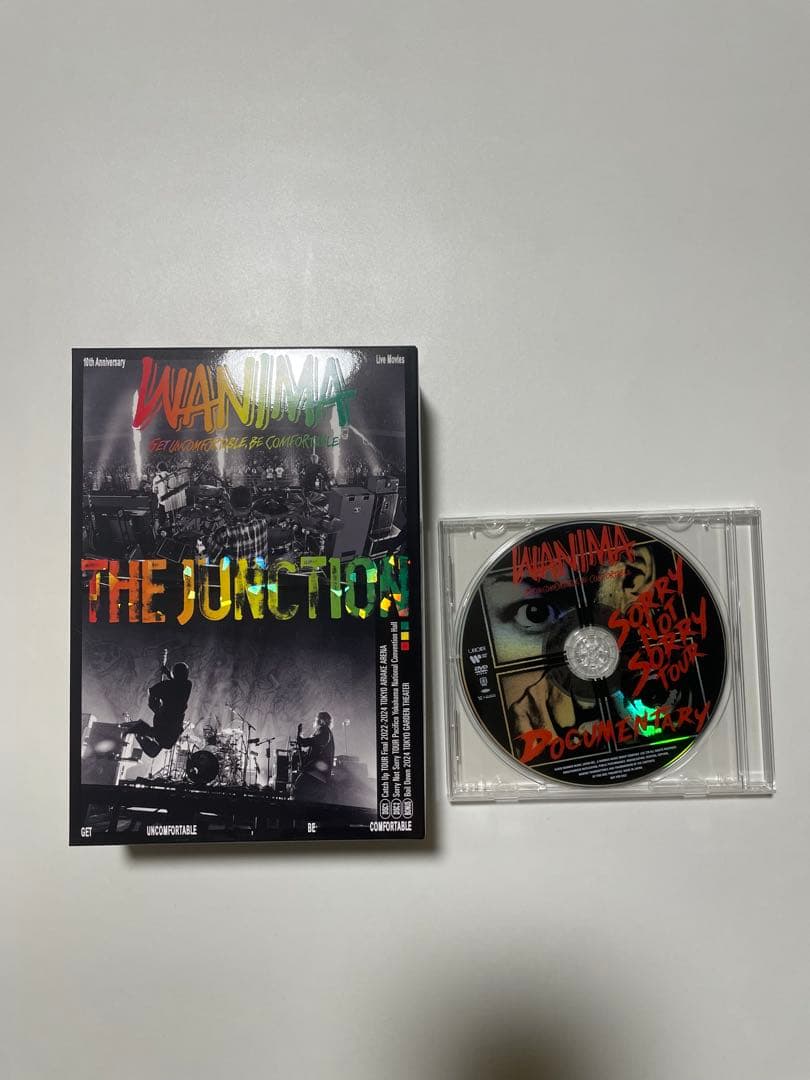 10th Anniversary
Live Movies
WANIMA
GET UNCOMFORTABLE, BE COMFORTABLE
THE JUNCTION
DISC1 Catch Up TOUR Final 2022-2024 TOKYO ARIAKE ARENA
DISC2 Sorry Not Sorry TOUR Pacifico Yokohama National Convention Hall
BONUS Boil Down 2024 TOKYO GARDEN THEATER
GET UNCOMFORTABLE BE COMFORTABLE
WANIMA
SORRY
NOT
SORRY
TOUR
DOCUMENTARY